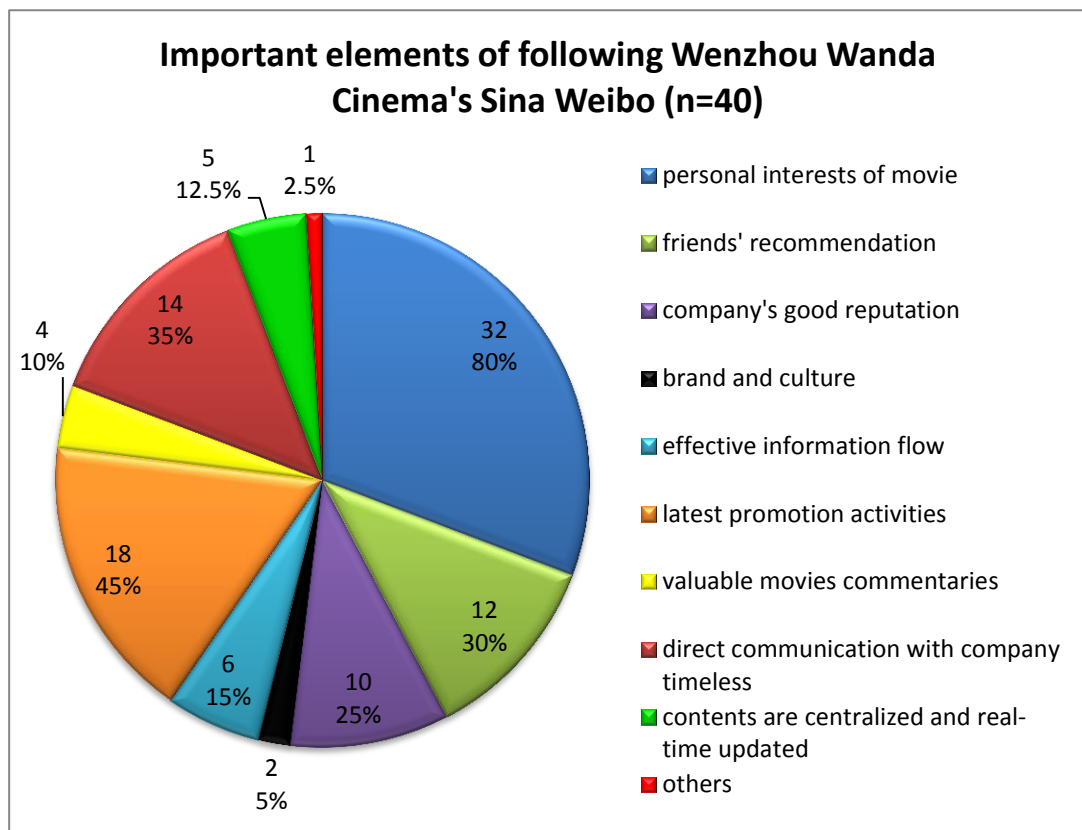 Important elements of following Wenzhou Wanda
Cinema's Sina Weibo (n=40)
5
12.5%
1
2.5%
14
35%
4
10%
32
80%
18
45%
12
30%
6
15%
10
25%
2
5%
personal interests of movie
friends' recommendation
company's good reputation
brand and culture
effective information flow
latest promotion activities
valuable movies commentaries
direct communication with company
timeless
contents are centralized and real-
time updated
others